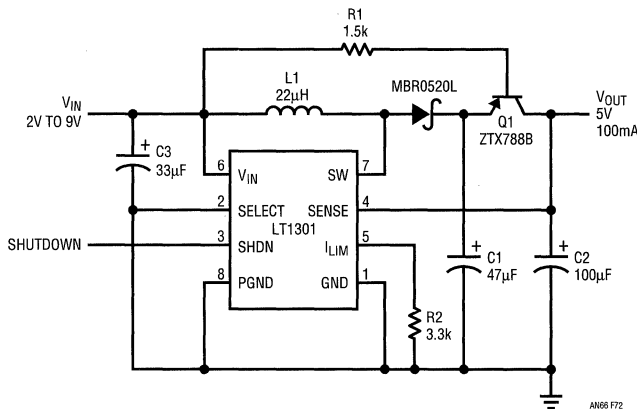 R1
1.5k
L1
22µH
MBR0520L
VIN
2V TO 9V
VOUT
5V
100mA
Q1
ZTX788B
C3
33µF
+
6
VIN
SW
7
2
SELECT
SENSE
4
LT1301
SHUTDOWN
3
SHDN
ILIM
5
8
PGND
GND
1
+
C1
47µF
+
C2
100µF
R2
3.3k
AN66 F72